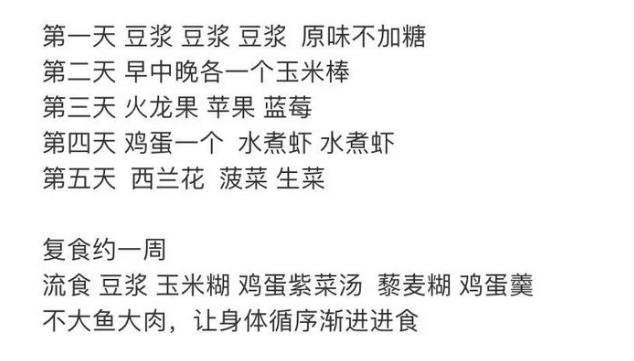 第一天 豆浆 豆浆 豆浆  原味不加糖
第二天 早中晚各一个玉米棒
第三天 火龙果 苹果 蓝莓
第四天 鸡蛋一个  水煮虾 水煮虾
第五天  西兰花  菠菜 生菜
复食约一周
流食 豆浆 玉米糊 鸡蛋紫菜汤  藜麦糊 鸡蛋羹
不大鱼大肉，让身体循序渐进进食